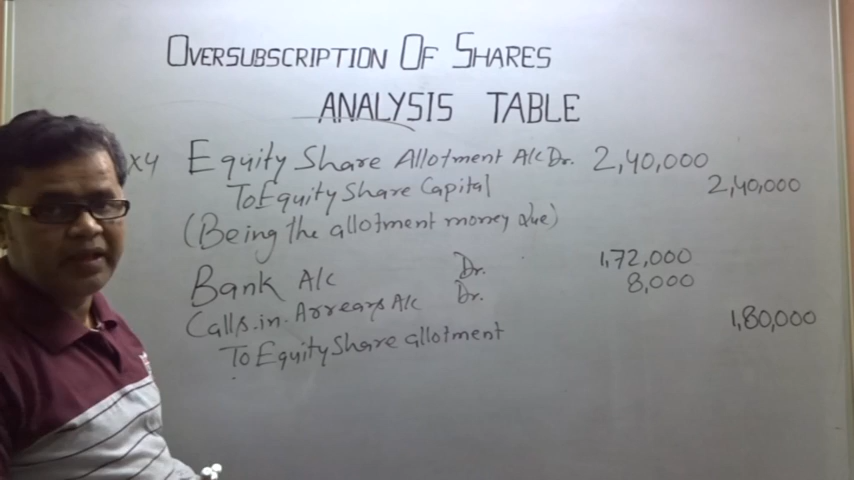 OVERSUBSCRIPTION OF SHARES
ANALYSIS TABLE
x4 Equity Share Allotment A/c Dr. 2,40,000
To Equity Share Capital 2,40,000
(Being the allotment money due)
Bank A/c Dr. 1,72,000
Calls.in.Arrears A/c Dr. 8,000
To Equity Share allotment 1,80,000